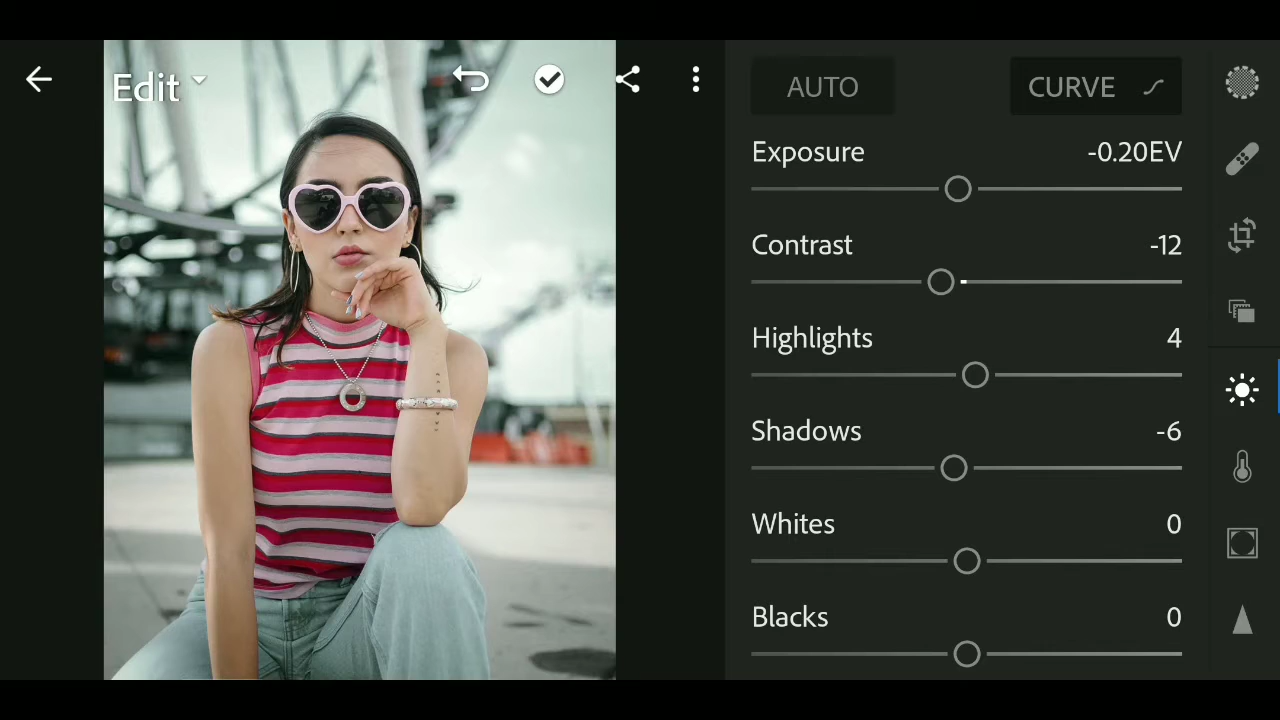 Edit
AUTO
CURVE
Exposure -0.20EV
Contrast -12
Highlights 4
Shadows -6
Whites 0
Blacks 0